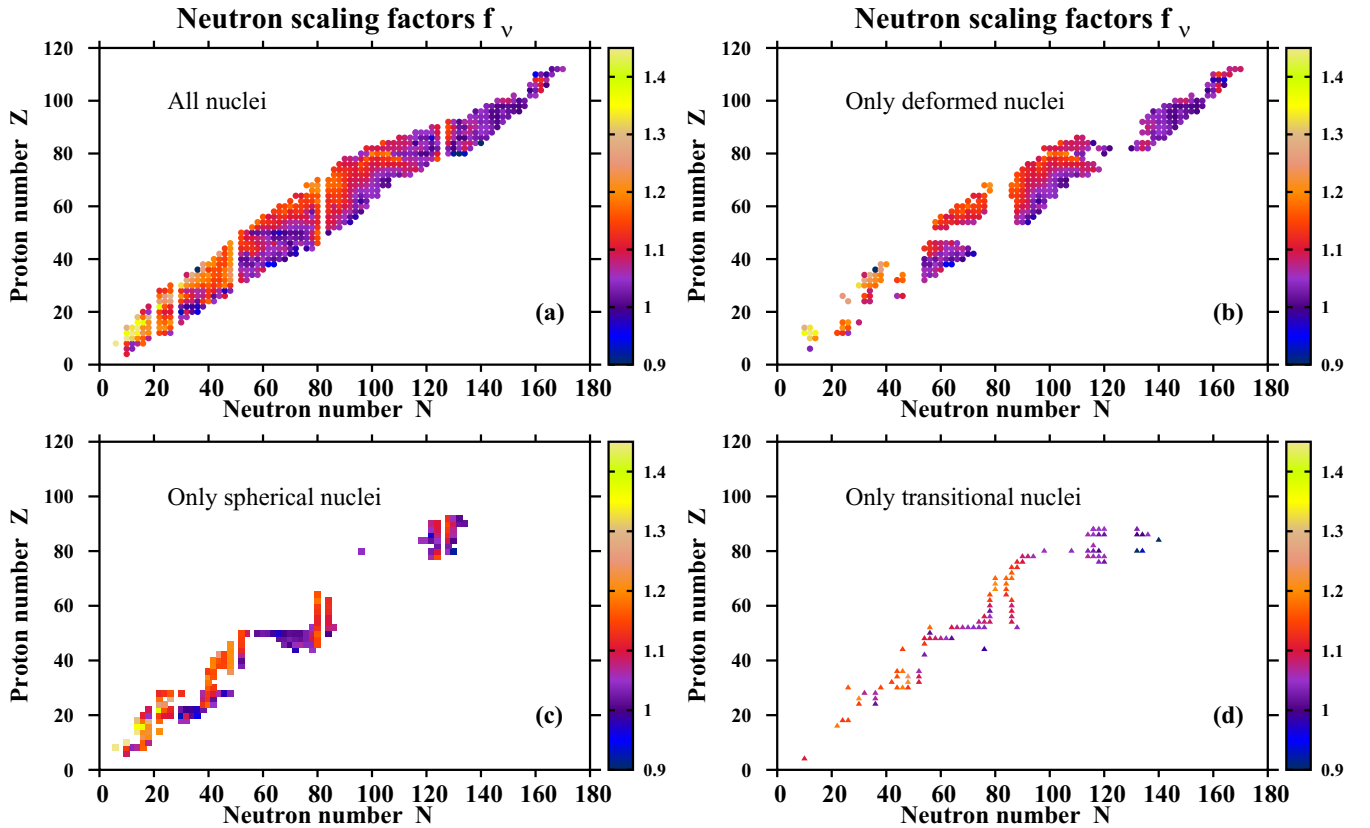 Neutron scaling factors f ν
120
100
80
60
40
20
0
Proton number Z
All nuclei
(a)
0 20 40 60 80 100 120 140 160 180
Neutron number N
1.4
1.3
1.2
1.1
1
0.9
Neutron scaling factors f ν
120
100
80
60
40
20
0
Proton number Z
Only deformed nuclei
(b)
0 20 40 60 80 100 120 140 160 180
Neutron number N
1.4
1.3
1.2
1.1
1
0.9
120
100
80
60
40
20
0
Proton number Z
Only spherical nuclei
(c)
0 20 40 60 80 100 120 140 160 180
Neutron number N
1.4
1.3
1.2
1.1
1
0.9
120
100
80
60
40
20
0
Proton number Z
Only transitional nuclei
(d)
0 20 40 60 80 100 120 140 160 180
Neutron number N
1.4
1.3
1.2
1.1
1
0.9